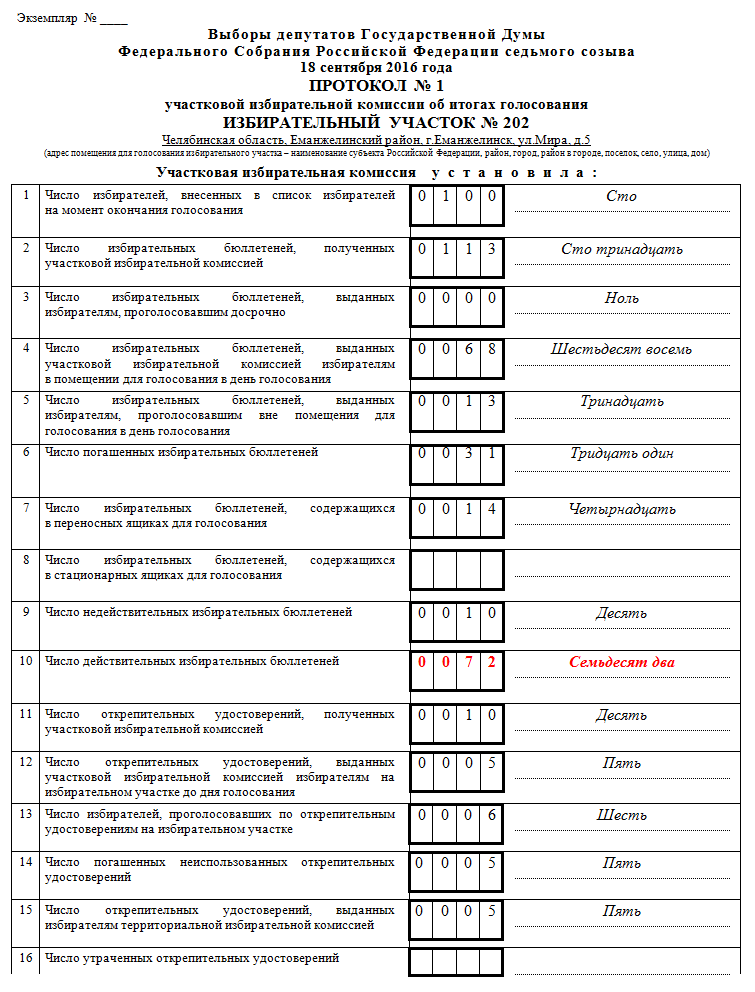 Экземпляр № ____
Выборы депутатов Государственной Думы
Федерального Собрания Российской Федерации седьмого созыва
18 сентября 2016 года
ПРОТОКОЛ № 1
участковой избирательной комиссии об итогах голосования
ИЗБИРАТЕЛЬНЫЙ УЧАСТОК № 202
Челябинская область, Еманжелинский район, г.Еманжелинск, ул.Мира, д.5
(адрес помещения для голосования избирательного участка – наименование субъекта Российской Федерации, район, город, район в городе, поселок, село, улица, дом)
Участковая избирательная комиссия установила:
1 Число избирателей, внесенных в список избирателей 0 1 0 0 Сто
на момент окончания голосования
2 Число избирательных бюллетеней, полученных 0 1 1 3 Сто тринадцать
участковой избирательной комиссией
3 Число избирательных бюллетеней, выданных 0 0 0 0 Ноль
избирателям, проголосовавшим досрочно
4 Число избирательных бюллетеней, выданных 0 0 6 8 Шестьдесят восемь
участковой избирательной комиссией избирателям
в помещении для голосования в день голосования
5 Число избирательных бюллетеней, выданных 0 0 1 3 Тринадцать
избирателям, проголосовавшим вне помещения для
голосования в день голосования
6 Число погашенных избирательных бюллетеней 0 0 3 1 Тридцать один
7 Число избирательных бюллетеней, содержащихся 0 0 1 4 Четырнадцать
в переносных ящиках для голосования
8 Число избирательных бюллетеней, содержащихся
в стационарных ящиках для голосования
9 Число недействительных избирательных бюллетеней 0 0 1 0 Десять
10 Число действительных избирательных бюллетеней 0 0 7 2 Семьдесят два
11 Число открепительных удостоверений, полученных 0 0 1 0 Десять
участковой избирательной комиссией
12 Число открепительных удостоверений, выданных 0 0 0 5 Пять
участковой избирательной комиссией избирателям на
избирательном участке до дня голосования
13 Число избирателей, проголосовавших по открепительным 0 0 0 6 Шесть
удостоверениям на избирательном участке
14 Число погашенных неиспользованных открепительных 0 0 0 5 Пять
удостоверений
15 Число открепительных удостоверений, выданных 0 0 0 5 Пять
избирателям территориальной избирательной комиссией
16 Число утраченных открепительных удостоверений